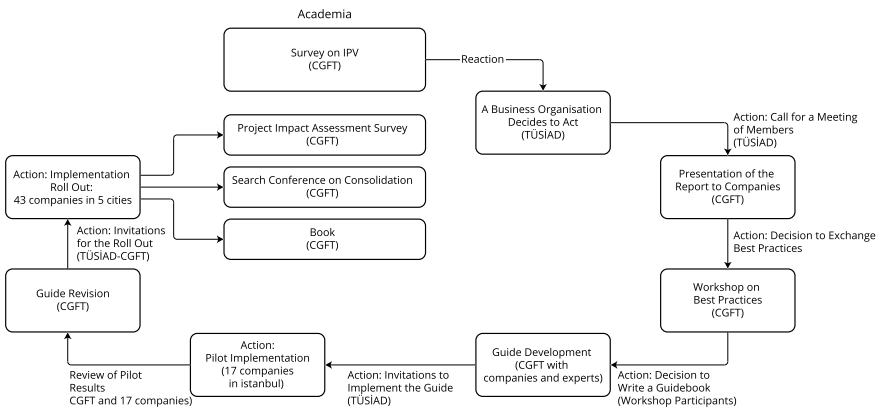 Academia
Survey on IPV
(CGFT)
Reaction
A Business Organisation
Decides to Act
(TÜSİAD)
Action: Call for a Meeting
of Members
(TÜSİAD)
Presentation of the
Report to Companies
(CGFT)
Action: Decision to Exchange
Best Practices
Workshop on
Best Practices
(CGFT)
Action: Decision to
Write a Guidebook
(Workshop Participants)
Guide Development
(CGFT with
companies and experts)
Action: Invitations to
Implement the Guide
(TÜSİAD)
Action:
Pilot Implementation
(17 companies
in istanbul)
Review of Pilot
Results
CGFT and 17 companies)
Guide Revision
(CGFT)
Action: Invitations
for the Roll Out
(TÜSİAD-CGFT)
Action: Implementation
Roll Out:
43 companies in 5 cities
Project Impact Assessment Survey
(CGFT)
Search Conference on Consolidation
(CGFT)
Book
(CGFT)